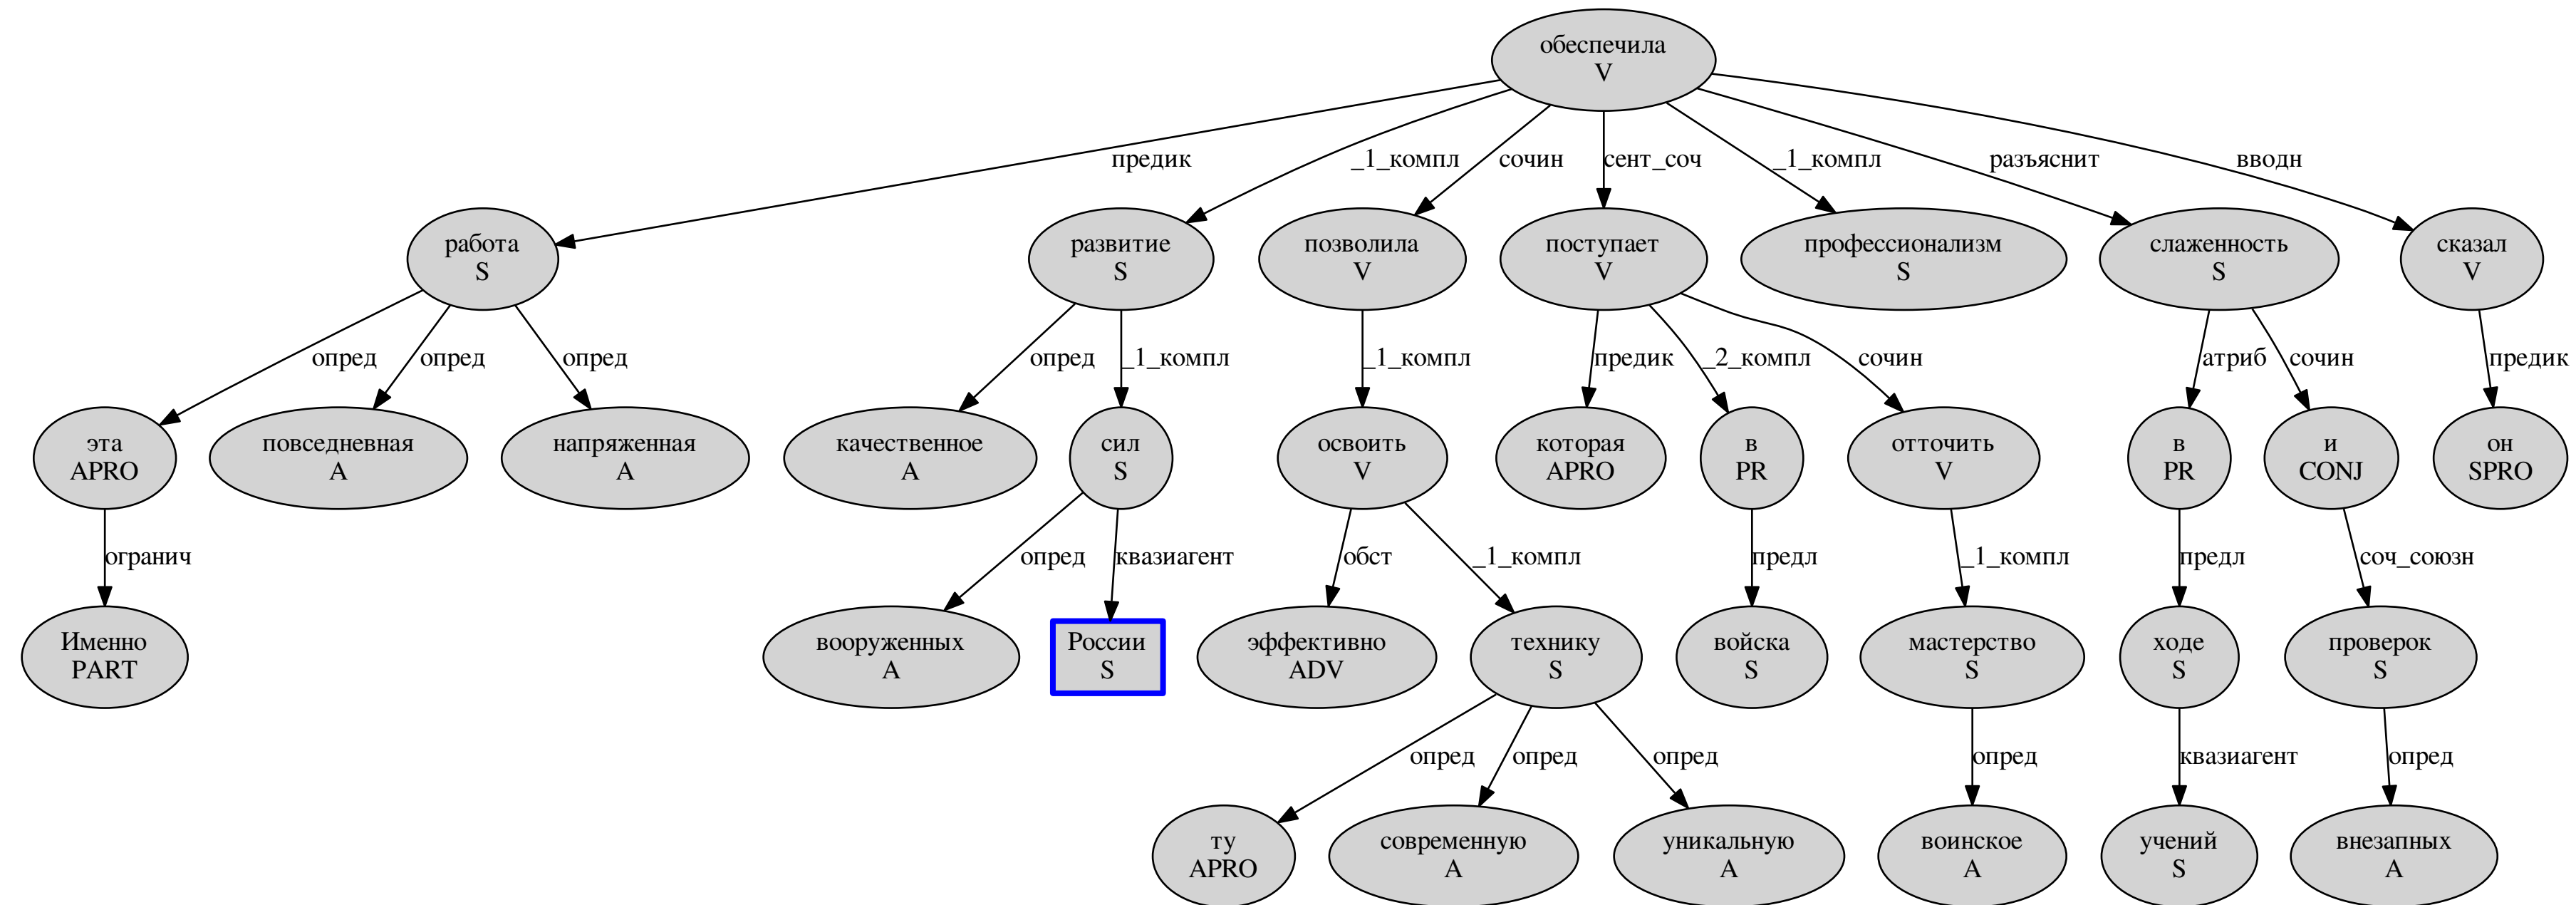 обеспечила
V
предик
_1_компл
сочин
сент_соч
_1_компл
разъяснит
вводн
работа
S
развитие
S
позволила
V
поступает
V
профессионализм
S
слаженность
S
сказал
V
опред
опред
опред
опред
_1_компл
_1_компл
предик
_2_компл
сочин
атриб
сочин
предик
эта
APRO
повседневная
A
напряженная
A
качественное
A
сил
S
освоить
V
которая
APRO
в
PR
отточить
V
в
PR
и
CONJ
он
SPRO
огранич
опред
квазиагент
обст
_1_компл
предл
_1_компл
предл
соч_союзн
Именно
PART
вооруженных
A
России
S
эффективно
ADV
технику
S
войска
S
мастерство
S
ходе
S
проверок
S
опред
опред
опред
опред
квазиагент
опред
ту
APRO
современную
A
уникальную
A
воинское
A
учений
S
внезапных
A